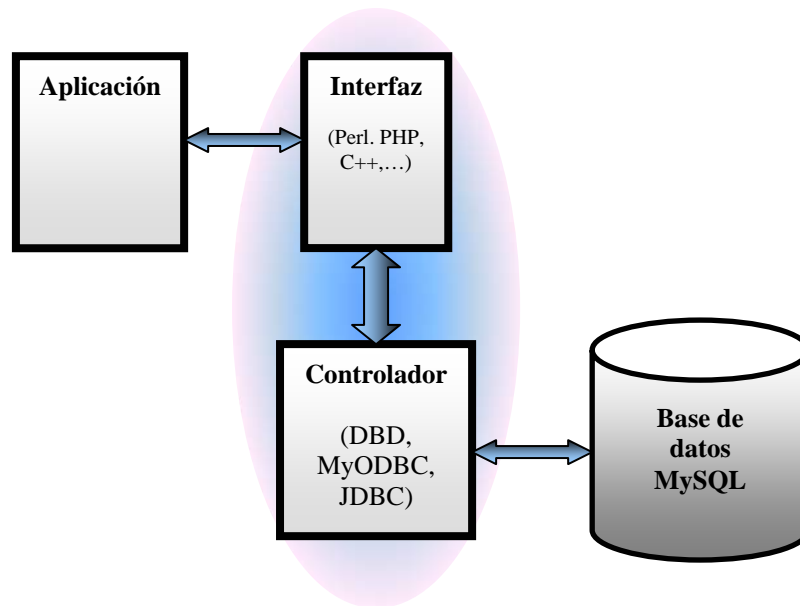 Aplicación
Interfaz
(Perl. PHP,
C++,...)
Controlador
(DBD,
MyODBC,
JDBC)
Base de
datos
MySQL